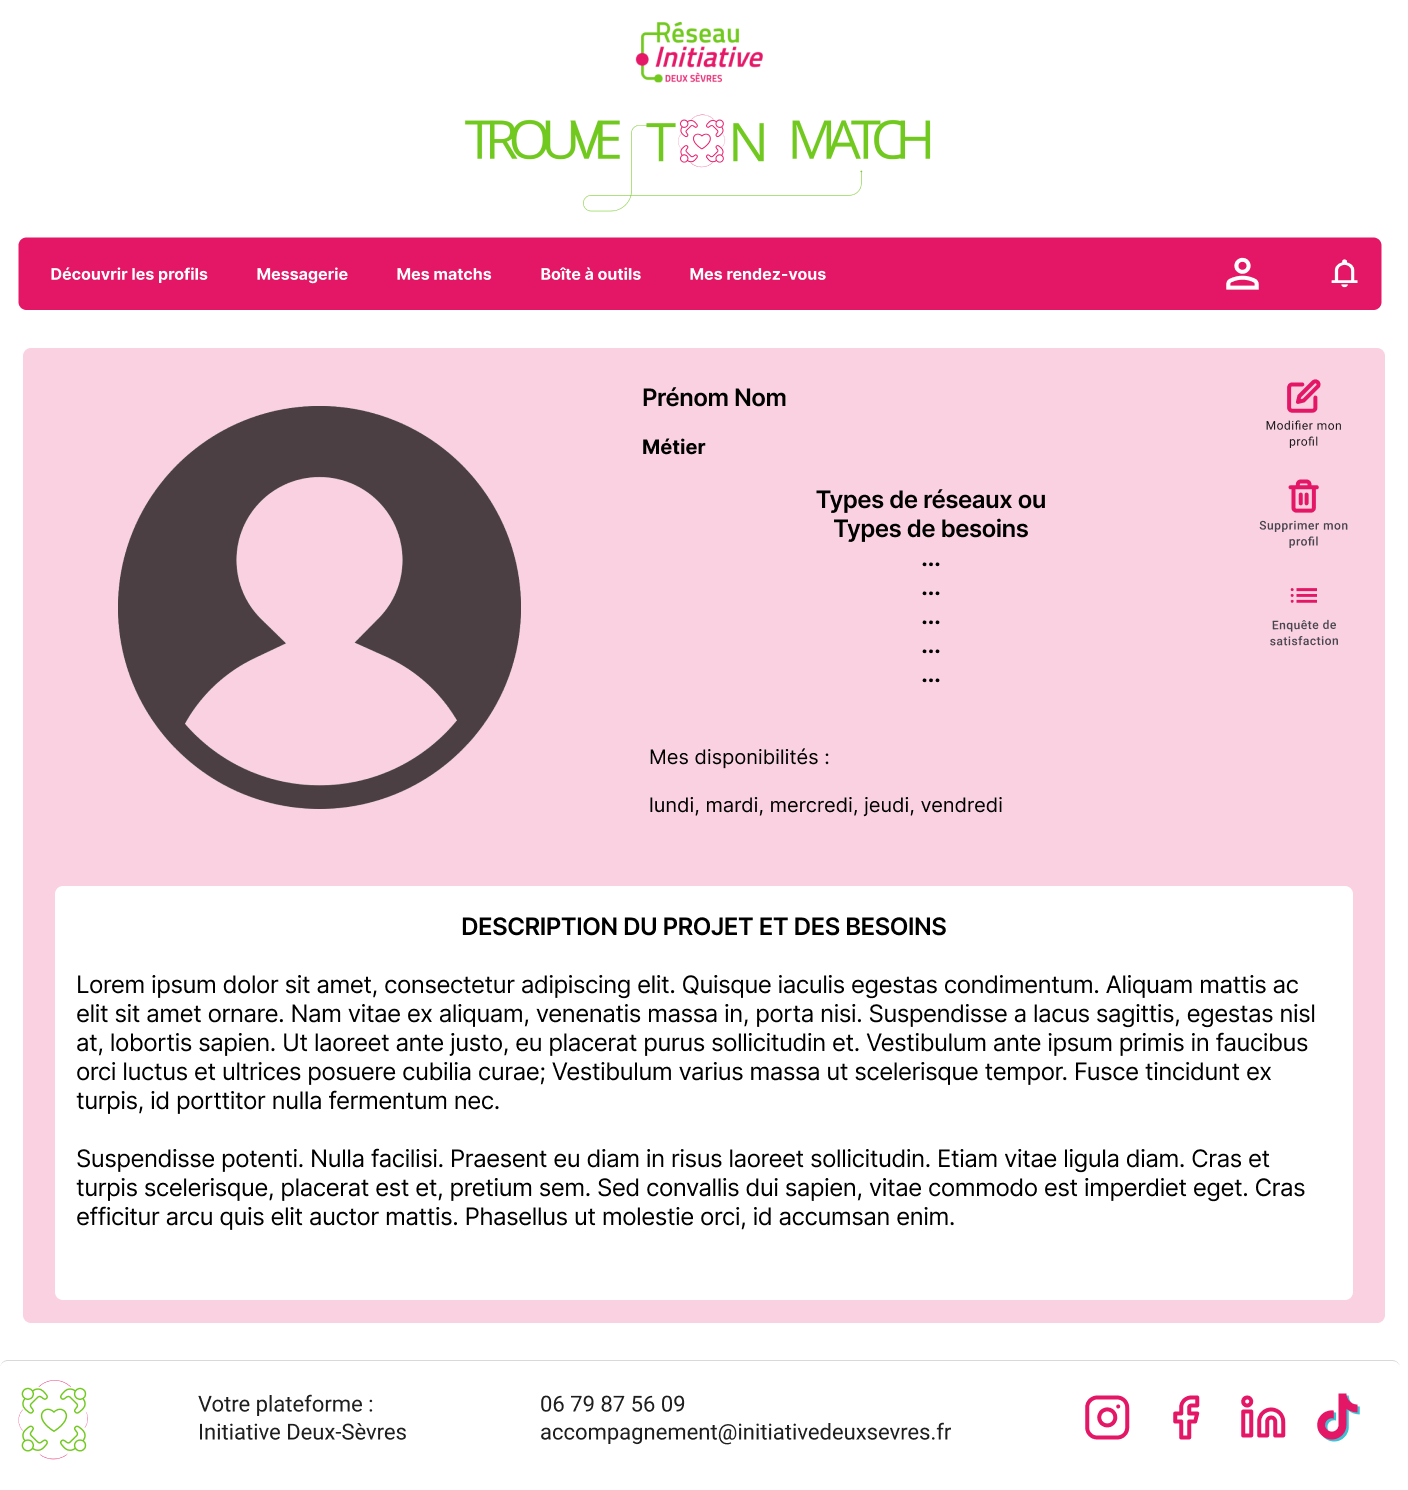 Réseau
Initiative
DEUX SÈVRES
TROUVE TON MATCH
Découvrir les profils
Messagerie
Mes matchs
Boîte à outils
Mes rendez-vous
Prénom Nom
Métier
Types de réseaux ou
Types de besoins
...
...
...
...
...
Mes disponibilités :
lundi, mardi, mercredi, jeudi, vendredi
Modifier mon
profil
Supprimer mon
profil
Enquête de
satisfaction
DESCRIPTION DU PROJET ET DES BESOINS
Lorem ipsum dolor sit amet, consectetur adipiscing elit. Quisque iaculis egestas condimentum. Aliquam mattis ac
elit sit amet ornare. Nam vitae ex aliquam, venenatis massa in, porta nisi. Suspendisse a lacus sagittis, egestas nisl
at, lobortis sapien. Ut laoreet ante justo, eu placerat purus sollicitudin et. Vestibulum ante ipsum primis in faucibus
orci luctus et ultrices posuere cubilia curae; Vestibulum varius massa ut scelerisque tempor. Fusce tincidunt ex
turpis, id porttitor nulla fermentum nec.
Suspendisse potenti. Nulla facilisi. Praesent eu diam in risus laoreet sollicitudin. Etiam vitae ligula diam. Cras et
turpis scelerisque, placerat est et, pretium sem. Sed convallis dui sapien, vitae commodo est imperdiet eget. Cras
efficitur arcu quis elit auctor mattis. Phasellus ut molestie orci, id accumsan enim.
Votre plateforme :
Initiative Deux-Sèvres
06 79 87 56 09
accompagnement@initiativedeuxsevres.fr